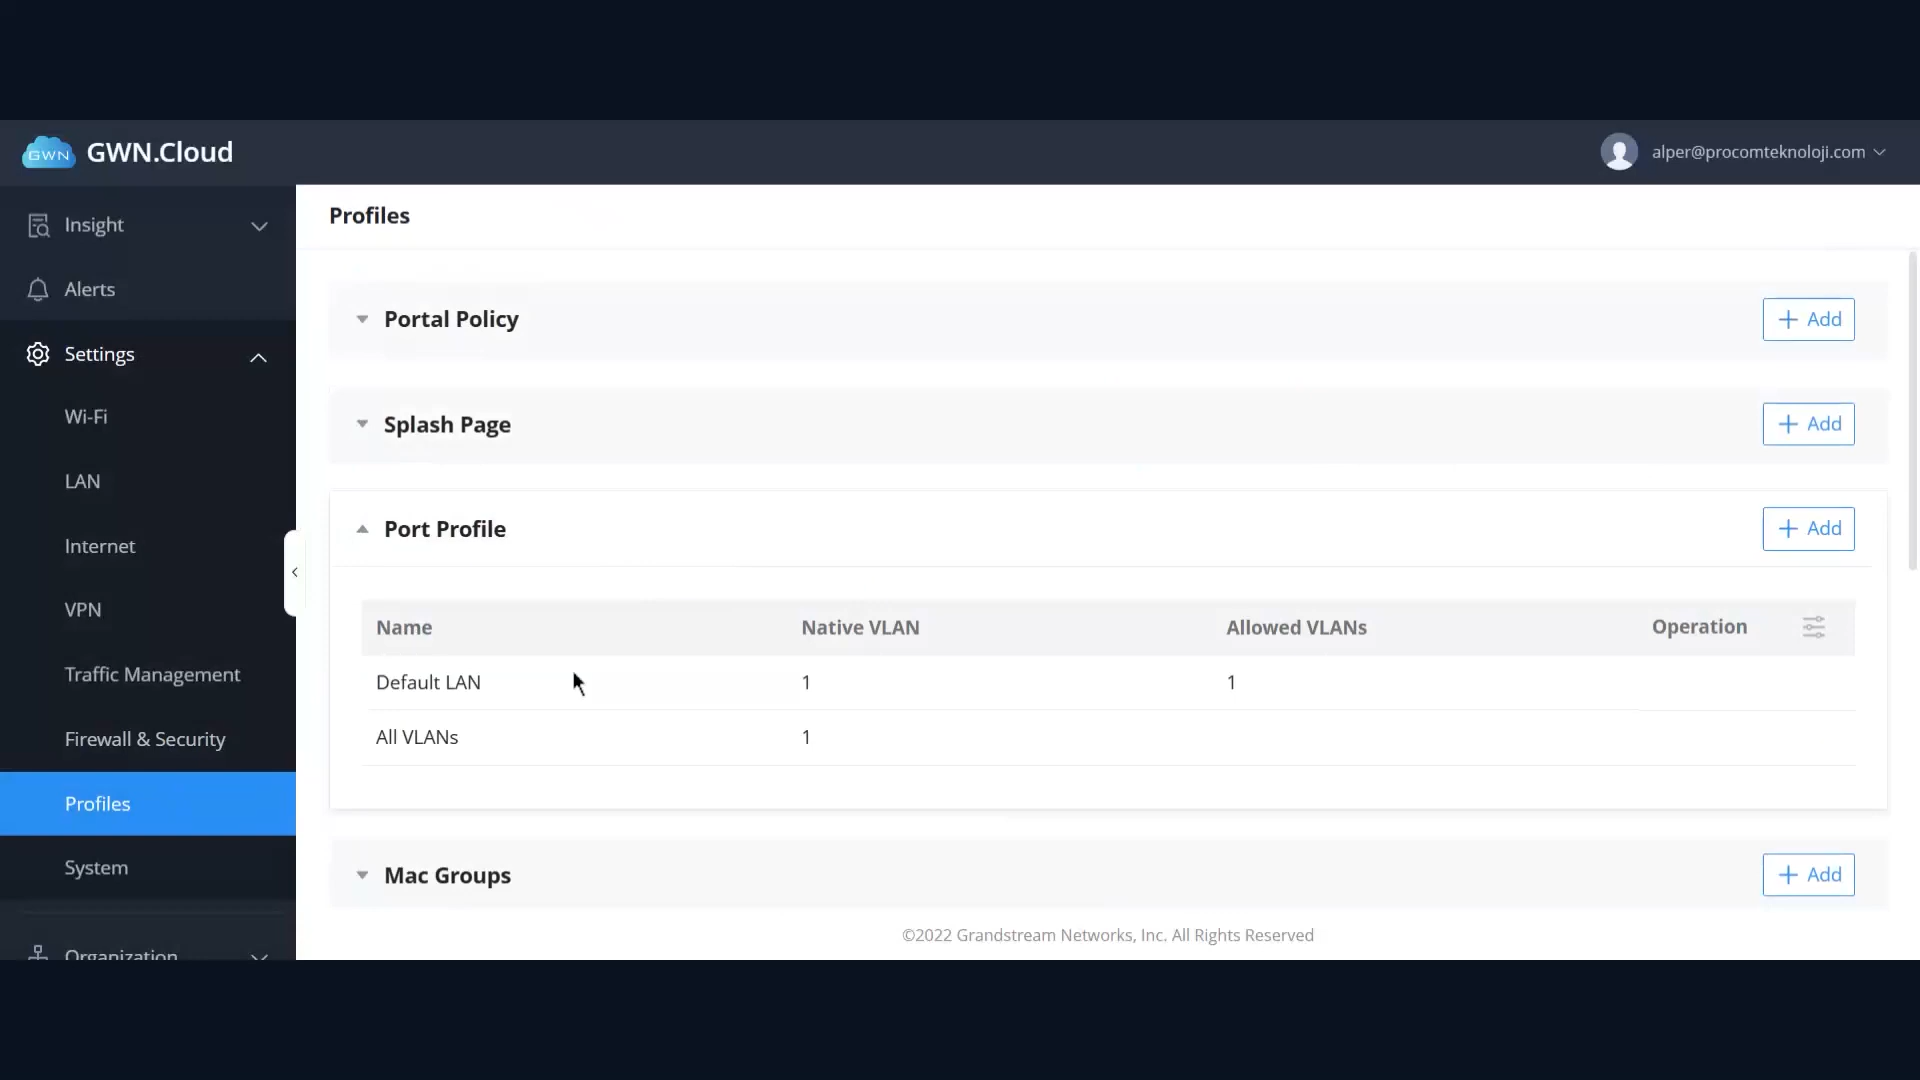 GWN
GWN.Cloud
alper@procomteknoloji.com
Insight
Alerts
Settings
Wi-Fi
LAN
Internet
VPN
Traffic Management
Firewall & Security
Profiles
System
Organization
Profiles
Portal Policy
Add
Splash Page
Add
Port Profile
Add
Name Native VLAN Allowed VLANs Operation
Default LAN 1 1
All VLANs 1
Mac Groups
Add
©2022 Grandstream Networks, Inc. All Rights Reserved